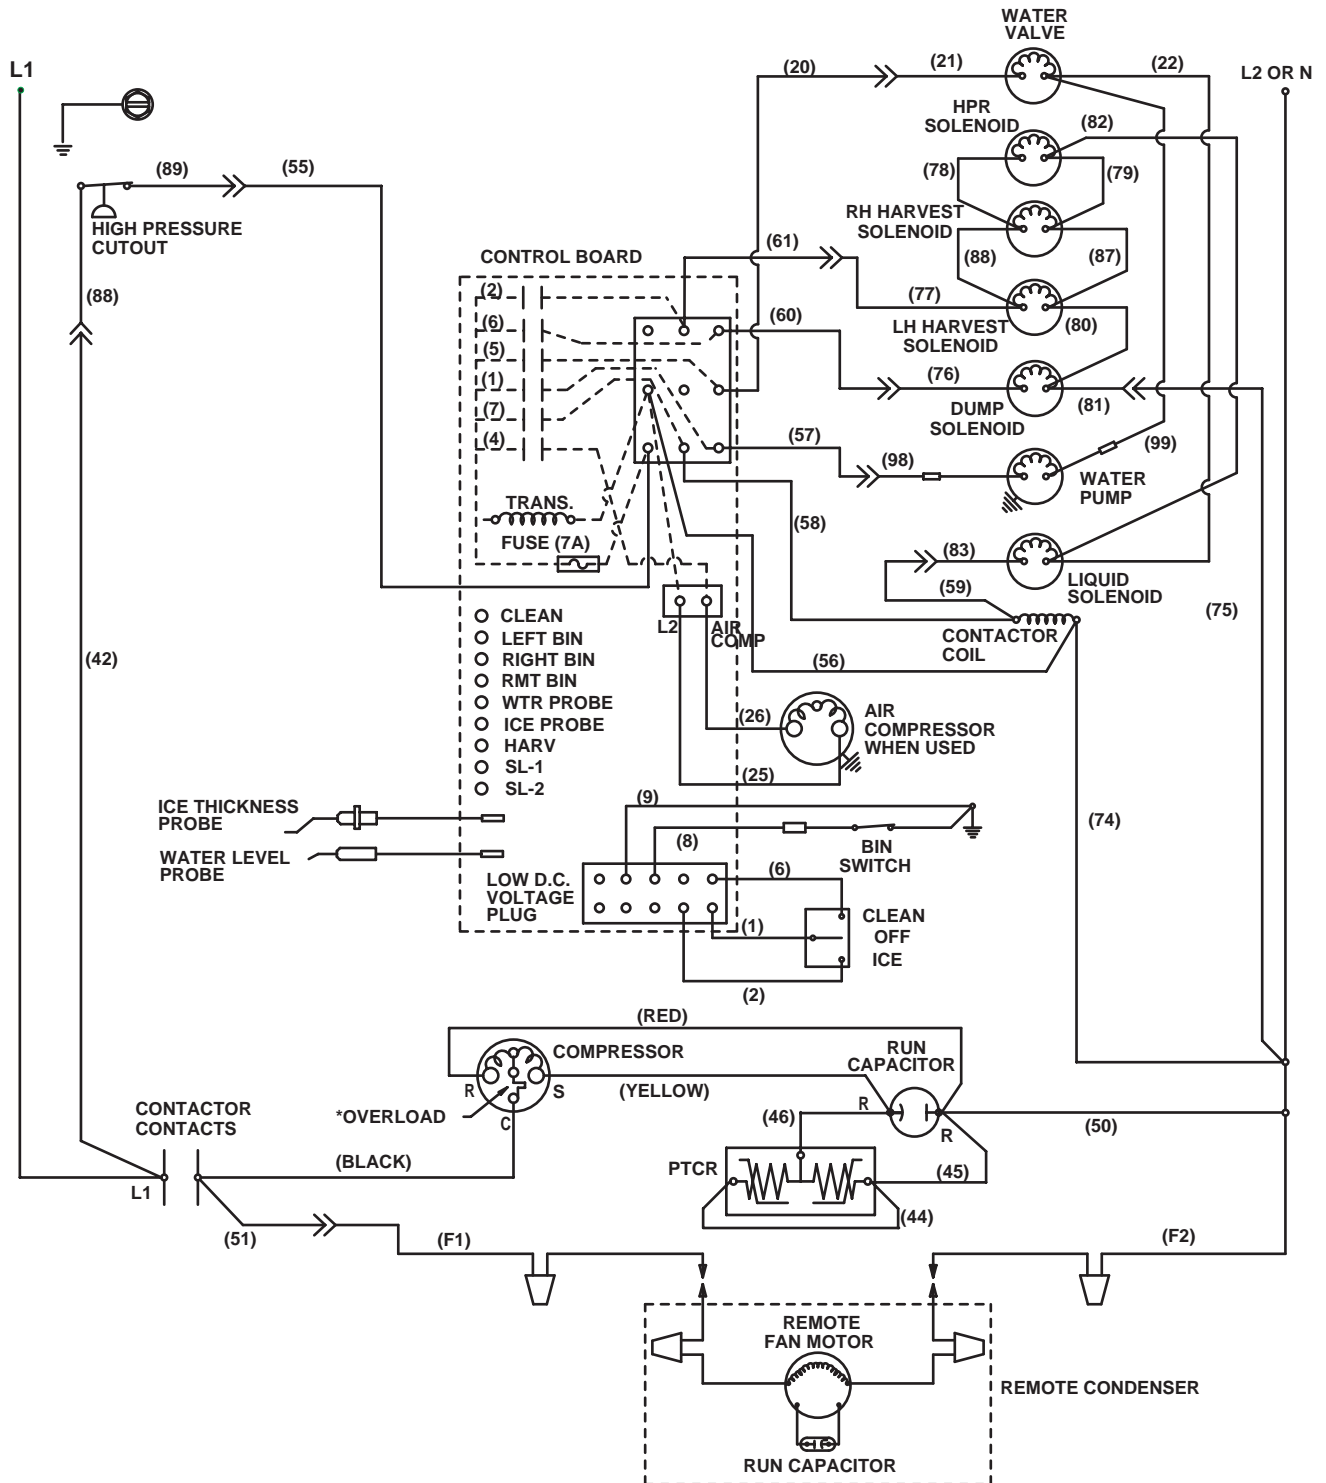 WATER
VALVE
L1
(20)
(21)
(22)
L2 OR N
HPR
SOLENOID
(82)
(89)
(55)
(78)
(79)
HIGH PRESSURE
CUTOUT
RH HARVEST
SOLENOID
(61)
(88)
(87)
CONTROL BOARD
(88)
(2)
(77)
(6)
(60)
LH HARVEST
SOLENOID
(80)
(5)
(1)
(76)
(81)
(7)
DUMP
SOLENOID
(4)
(57)
(99)
(98)
WATER
PUMP
TRANS.
(58)
FUSE (7A)
(83)
(59)
LIQUID
SOLENOID
(75)
CLEAN
L2
AIR
COMP
CONTACTOR
COIL
LEFT BIN
(42)
RIGHT BIN
(56)
RMT BIN
WTR PROBE
(26)
AIR
COMPRESSOR
WHEN USED
ICE PROBE
HARV
SL-1
(25)
SL-2
(9)
ICE THICKNESS
PROBE
(74)
(8)
BIN
SWITCH
WATER LEVEL
PROBE
(6)
LOW D.C.
VOLTAGE
PLUG
CLEAN
(1)
OFF
ICE
(2)
(RED)
COMPRESSOR
RUN
CAPACITOR
R
S
(YELLOW)
*OVERLOAD
C
CONTACTOR
CONTACTS
R
(46)
R
(50)
(BLACK)
PTCR
(45)
L1
(44)
(51)
(F1)
(F2)
REMOTE
FAN MOTOR
REMOTE CONDENSER
RUN CAPACITOR